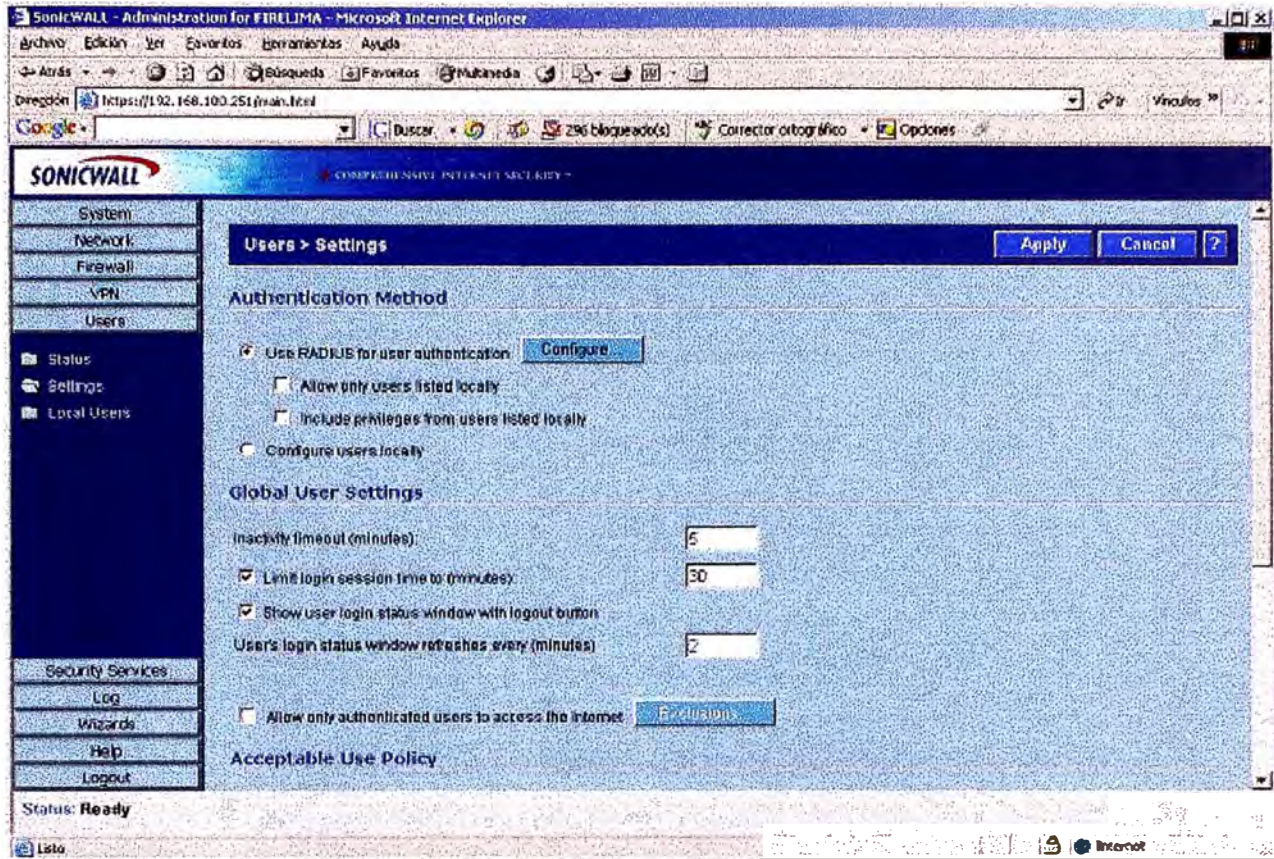 SonicWALL - Administration for FIRELIMA - Microsoft Internet Explorer
Archivo Edición Ver Favoritos Herramientas Ayuda
Atrás Búsqueda Favoritos Multimedia
Dirección https://192.168.100.251/main.html Ir Vínculos »
Google Buscar 296 bloqueado(s) Corrector ortográfico Opciones
SONICWALL COMPREHENSIVE INTERNET SECURITY
System
Network
Firewall
VPN
Users
Status
Settings
Local Users
Security Services
Log
Wizards
Help
Logout
Users > Settings Apply Cancel ?
Authentication Method
Use RADIUS for user authentication Configure...
Allow only users listed locally
Include privileges from users listed locally
Configure users locally
Global User Settings
Inactivity timeout (minutes): 5
Limit login session time to (minutes): 30
Show user login status window with logout button
User's login status window refreshes every (minutes) 2
Allow only authenticated users to access the internet Exclusions...
Acceptable Use Policy
Status: Ready
Listo Internet